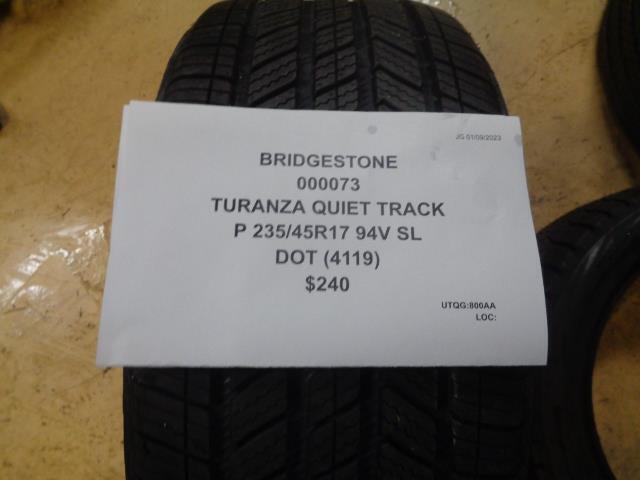 JG 01/09/2023
BRIDGESTONE
000073
TURANZA QUIET TRACK
P 235/45R17 94V SL
DOT (4119)
$240
UTQG:800AA
LOC: